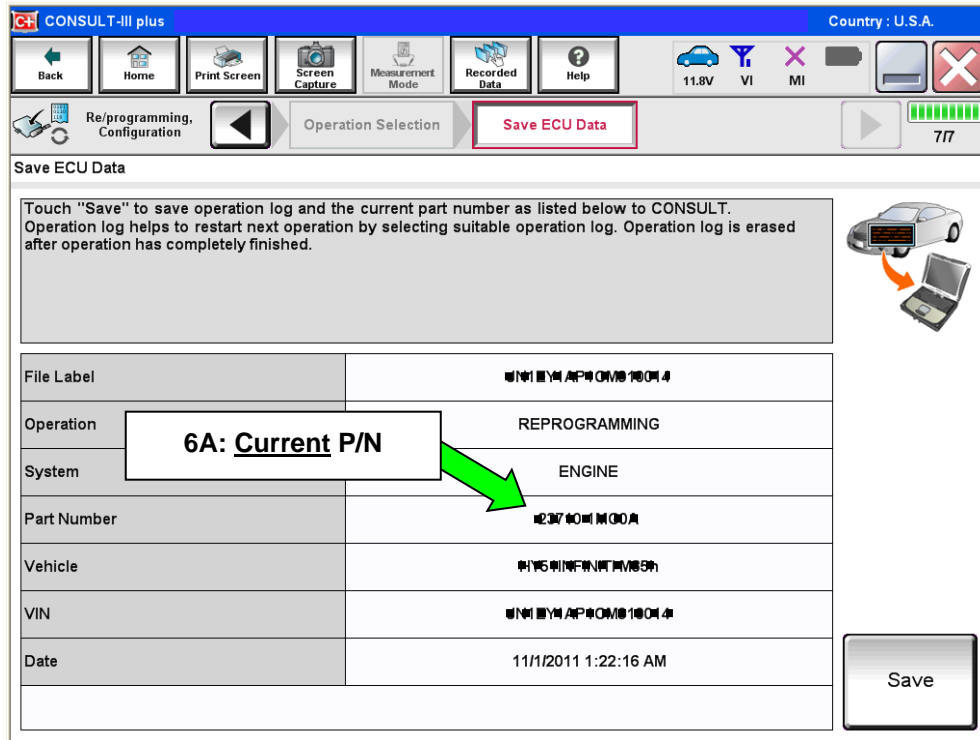 C+ CONSULT-III plus Country : U.S.A.
Back Home Print Screen Screen Capture Measurement Mode Recorded Data ? Help 11.8V VI MI
Re/programming, Configuration Operation Selection Save ECU Data 7/7
Save ECU Data
Touch "Save" to save operation log and the current part number as listed below to CONSULT.
Operation log helps to restart next operation by selecting suitable operation log. Operation log is erased
after operation has completely finished.
File Label
Operation REPROGRAMMING
6A: Current P/N
System ENGINE
Part Number
Vehicle
VIN
Date 11/1/2011 1:22:16 AM
Save